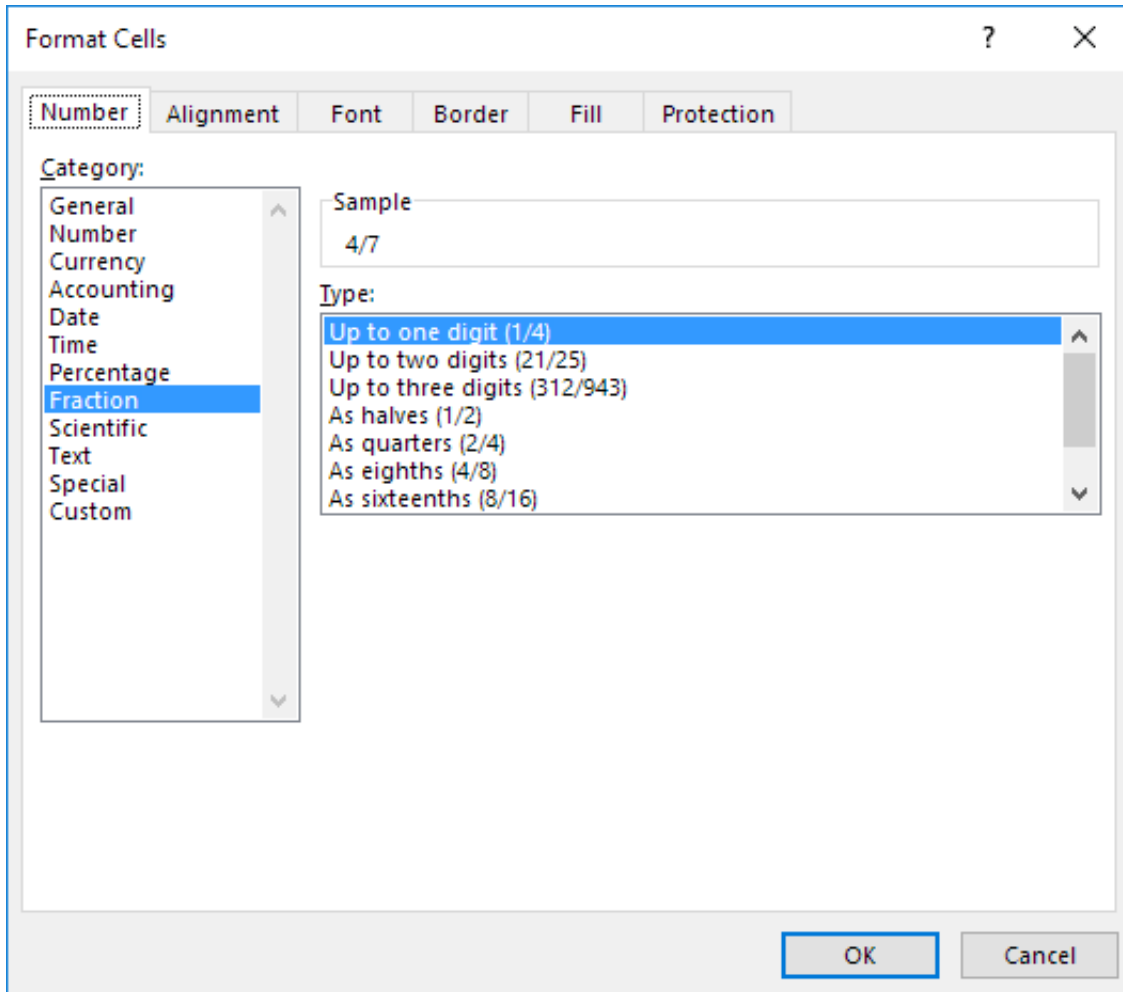 Format Cells
?
Number Alignment Font Border Fill Protection
Category:
General
Number
Currency
Accounting
Date
Time
Percentage
Fraction
Scientific
Text
Special
Custom
Sample
4/7
Type:
Up to one digit (1/4)
Up to two digits (21/25)
Up to three digits (312/943)
As halves (1/2)
As quarters (2/4)
As eighths (4/8)
As sixteenths (8/16)
OK Cancel